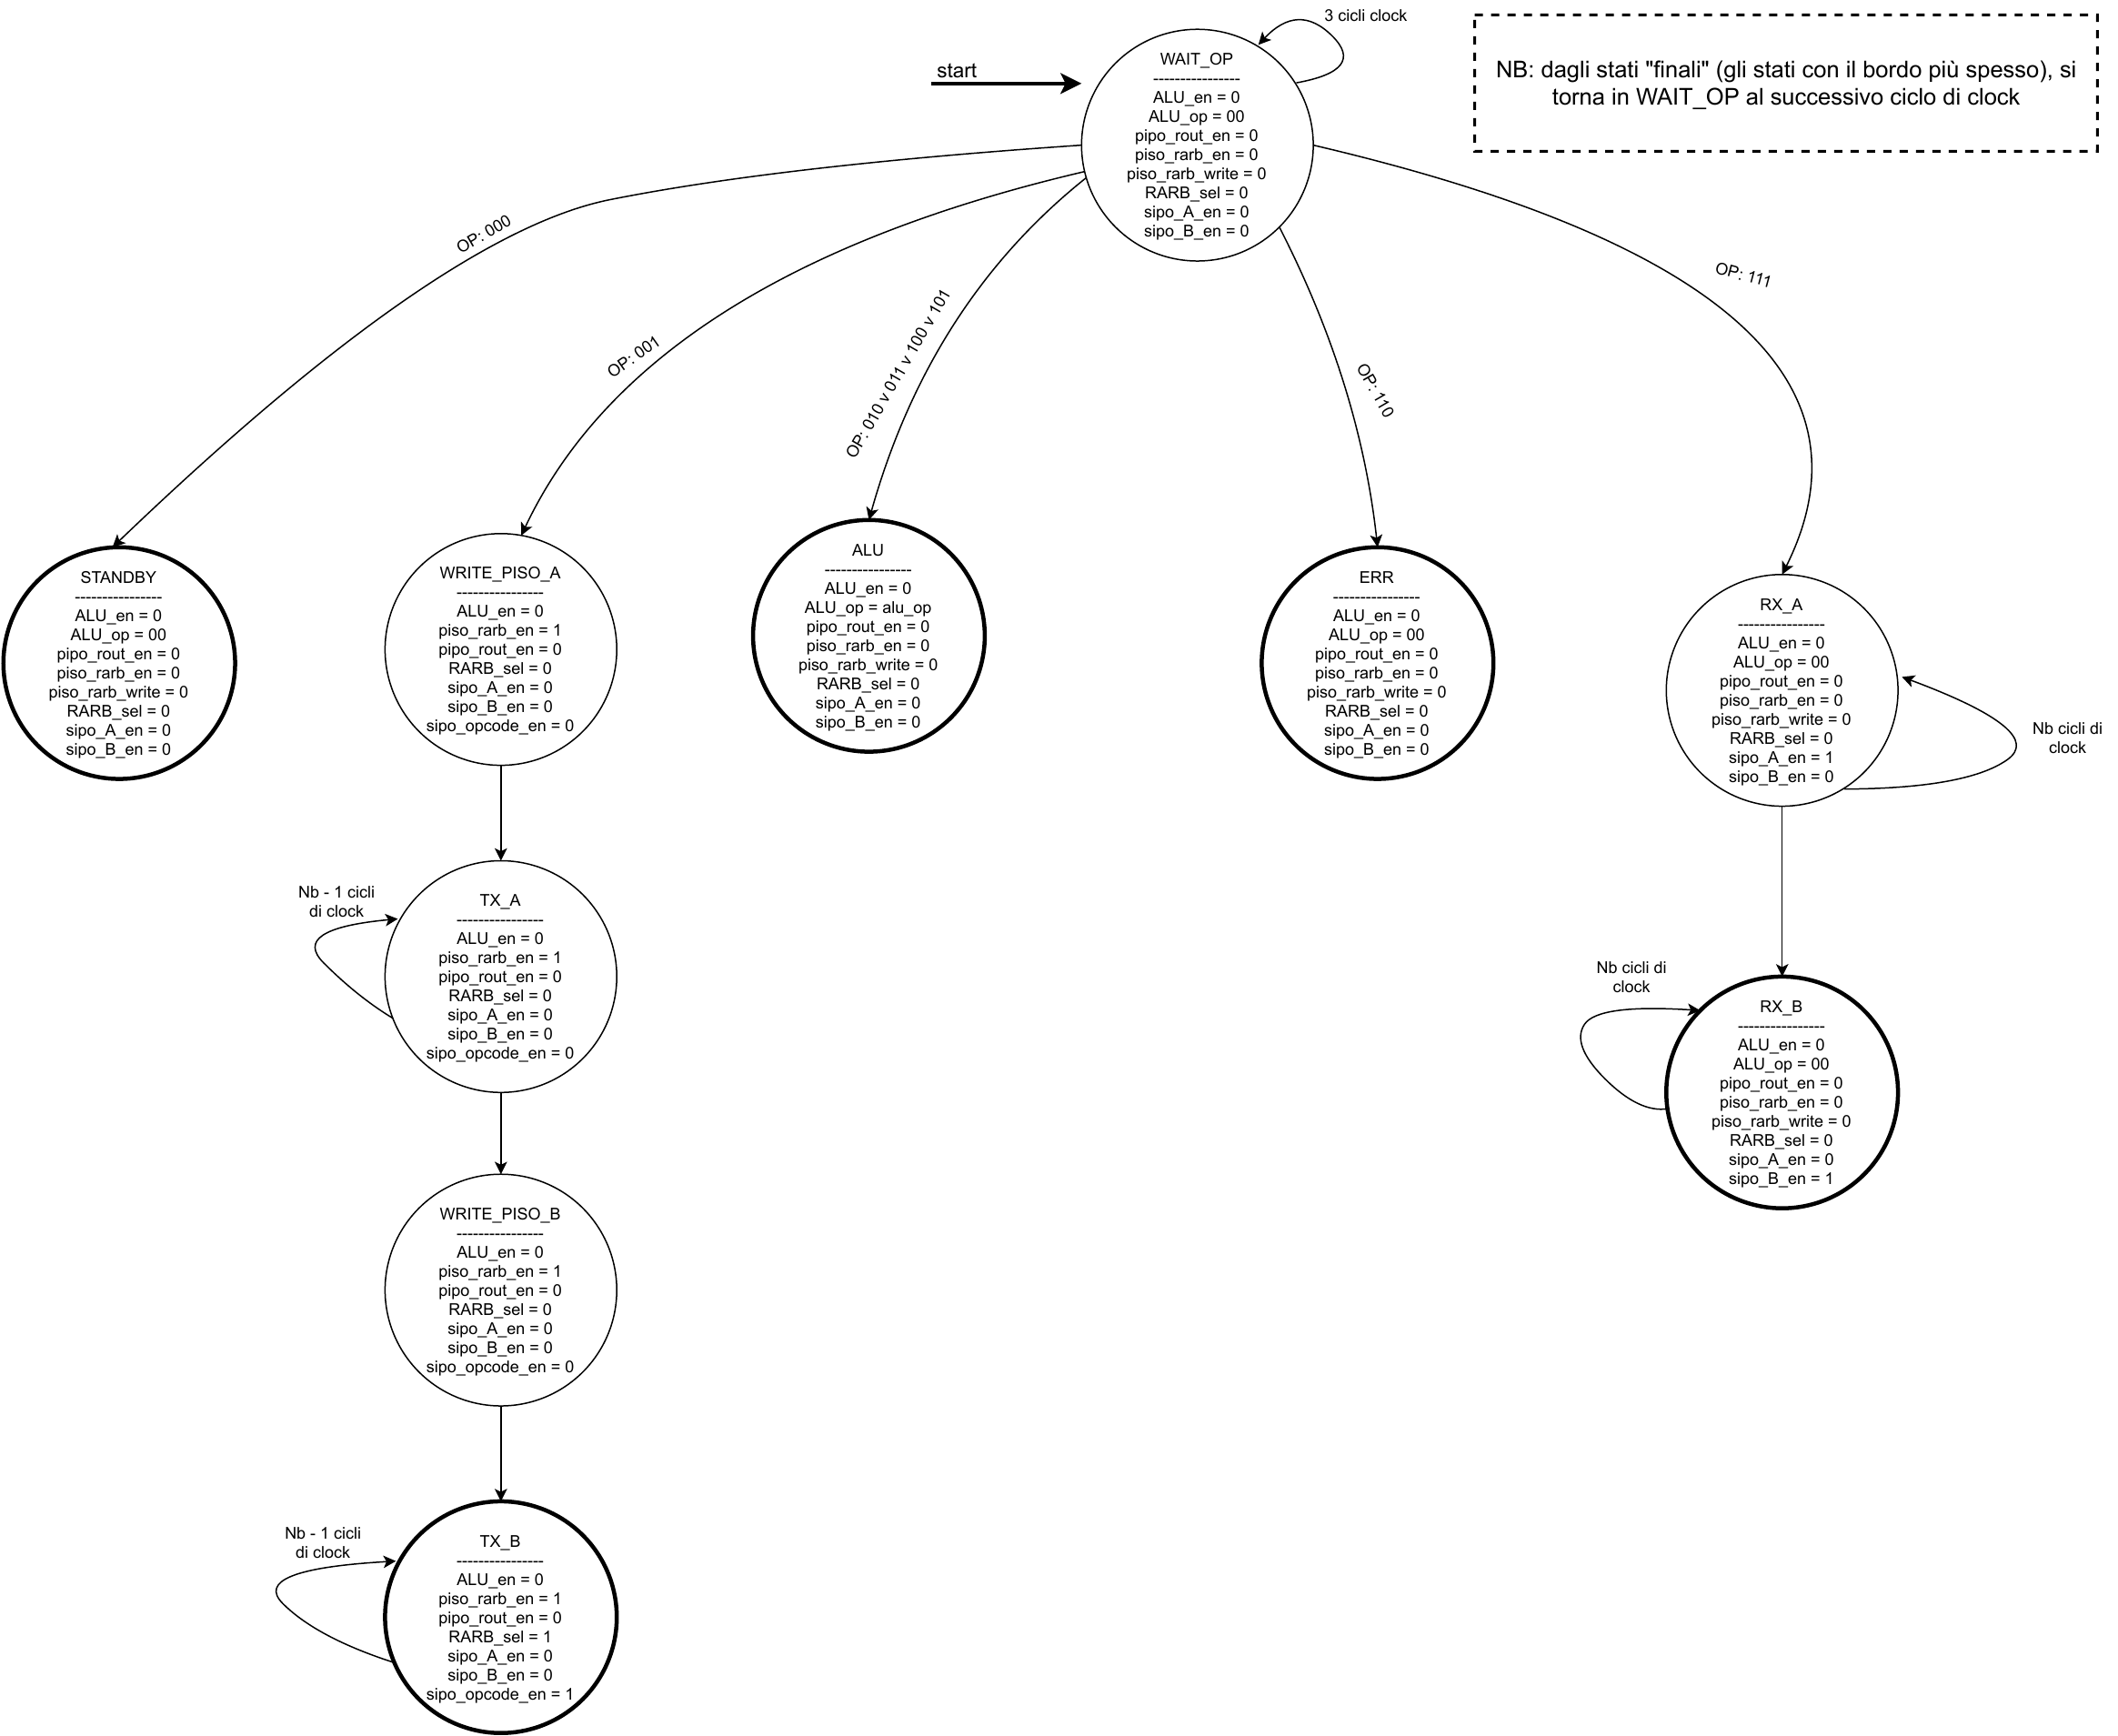 3 cicli clock
start
WAIT_OP
----------------
ALU_en = 0
ALU_op = 00
pipo_rout_en = 0
piso_rarb_en = 0
piso_rarb_write = 0
RARB_sel = 0
sipo_A_en = 0
sipo_B_en = 0
NB: dagli stati "finali" (gli stati con il bordo più spesso), si
torna in WAIT_OP al successivo ciclo di clock
OP: 000
OP: 001
OP: 010 v 011 v 100 v 101
OP: 110
OP: 111
STANDBY
----------------
ALU_en = 0
ALU_op = 00
pipo_rout_en = 0
piso_rarb_en = 0
piso_rarb_write = 0
RARB_sel = 0
sipo_A_en = 0
sipo_B_en = 0
WRITE_PISO_A
----------------
ALU_en = 0
piso_rarb_en = 1
pipo_rout_en = 0
RARB_sel = 0
sipo_A_en = 0
sipo_B_en = 0
sipo_opcode_en = 0
ALU
----------------
ALU_en = 0
ALU_op = alu_op
pipo_rout_en = 0
piso_rarb_en = 0
piso_rarb_write = 0
RARB_sel = 0
sipo_A_en = 0
sipo_B_en = 0
ERR
----------------
ALU_en = 0
ALU_op = 00
pipo_rout_en = 0
piso_rarb_en = 0
piso_rarb_write = 0
RARB_sel = 0
sipo_A_en = 0
sipo_B_en = 0
RX_A
----------------
ALU_en = 0
ALU_op = 00
pipo_rout_en = 0
piso_rarb_en = 0
piso_rarb_write = 0
RARB_sel = 0
sipo_A_en = 1
sipo_B_en = 0
Nb cicli di
clock
Nb - 1 cicli
di clock
TX_A
----------------
ALU_en = 0
piso_rarb_en = 1
pipo_rout_en = 0
RARB_sel = 0
sipo_A_en = 0
sipo_B_en = 0
sipo_opcode_en = 0
Nb cicli di
clock
RX_B
----------------
ALU_en = 0
ALU_op = 00
pipo_rout_en = 0
piso_rarb_en = 0
piso_rarb_write = 0
RARB_sel = 0
sipo_A_en = 0
sipo_B_en = 1
WRITE_PISO_B
----------------
ALU_en = 0
piso_rarb_en = 1
pipo_rout_en = 0
RARB_sel = 0
sipo_A_en = 0
sipo_B_en = 0
sipo_opcode_en = 0
Nb - 1 cicli
di clock
TX_B
----------------
ALU_en = 0
piso_rarb_en = 1
pipo_rout_en = 0
RARB_sel = 1
sipo_A_en = 0
sipo_B_en = 0
sipo_opcode_en = 1